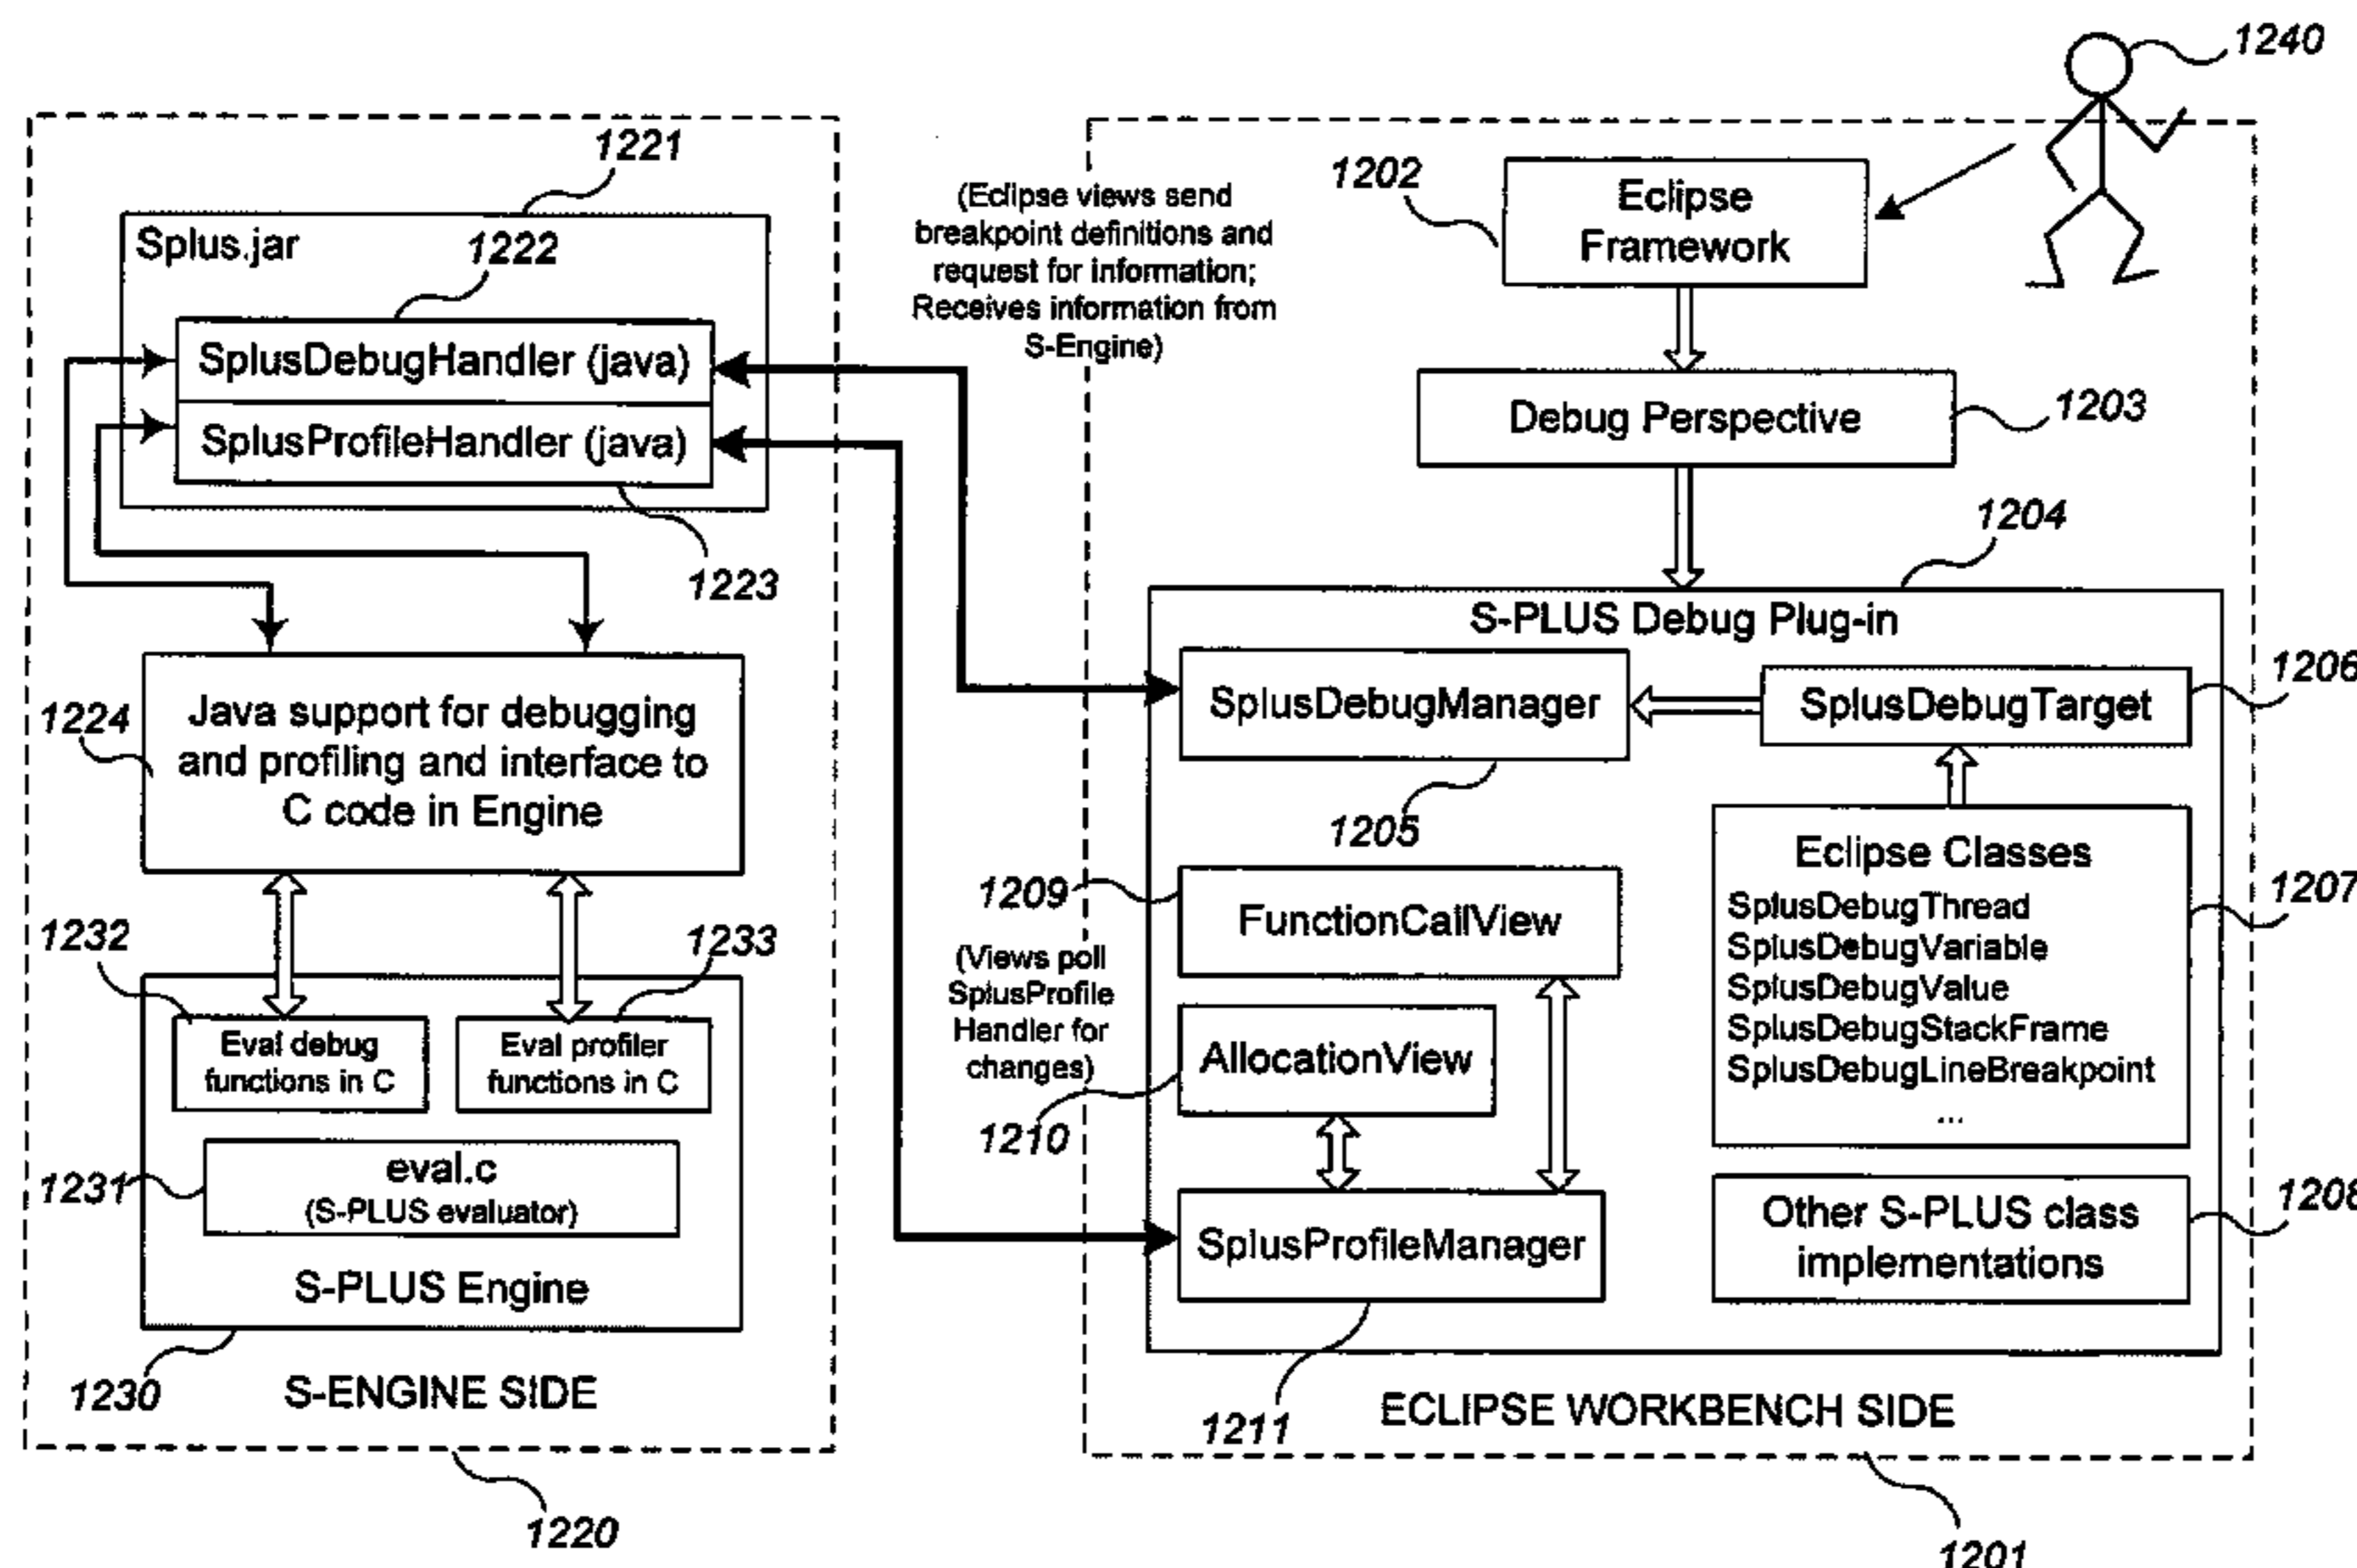 1240
1221
Splus.jar
1222
SplusDebugHandler (java)
SplusProfileHandler (java)
1223
1224
Java support for debugging
and profiling and interface to
C code in Engine
1232
1233
Eval debug
functions in C
Eval profiler
functions in C
1231
eval.c
(S-PLUS evaluator)
S-PLUS Engine
1230
S-ENGINE SIDE
1220
(Eclipse views send
breakpoint definitions and
request for information;
Receives information from
S-Engine)
(Views poll
SplusProfile
Handler for
changes)
1202
Eclipse
Framework
Debug Perspective
1203
1204
S-PLUS Debug Plug-in
SplusDebugManager
1205
SplusDebugTarget
1206
Eclipse Classes
SplusDebugThread
SplusDebugVariable
SplusDebugValue
SplusDebugStackFrame
SplusDebugLineBreakpoint
...
1207
1209
FunctionCallView
AllocationView
1210
SplusProfileManager
1211
Other S-PLUS class
implementations
1208
ECLIPSE WORKBENCH SIDE
1201